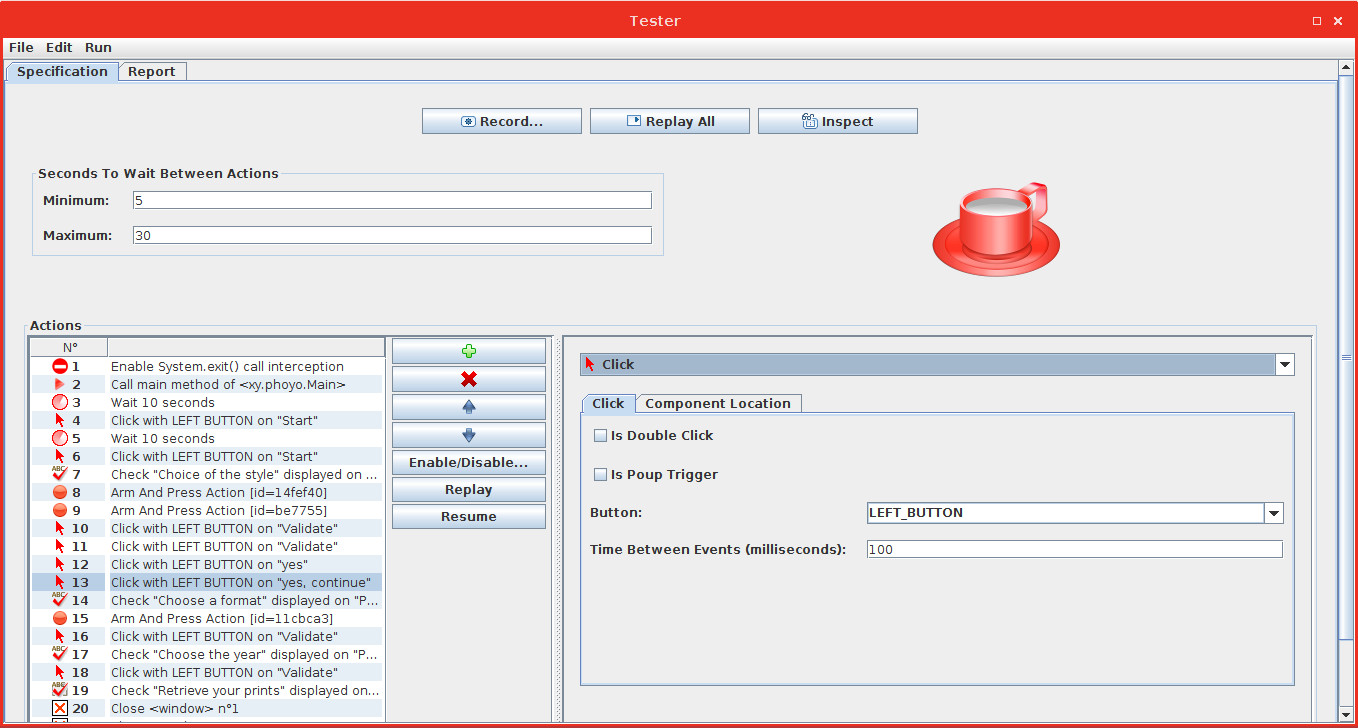 Tester
File Edit Run
Specification Report
Record... Replay All Inspect
Seconds To Wait Between Actions
Minimum: 5
Maximum: 30
Actions
N°
1 Enable System.exit() call interception
2 Call main method of <xy.phoyo.Main>
3 Wait 10 seconds
4 Click with LEFT BUTTON on "Start"
5 Wait 10 seconds
6 Click with LEFT BUTTON on "Start"
ABC 7 Check "Choice of the style" displayed on ...
8 Arm And Press Action [id=14fef40]
9 Arm And Press Action [id=be7755]
10 Click with LEFT BUTTON on "Validate"
11 Click with LEFT BUTTON on "Validate"
12 Click with LEFT BUTTON on "yes"
13 Click with LEFT BUTTON on "yes, continue"
ABC 14 Check "Choose a format" displayed on "P...
15 Arm And Press Action [id=11cbca3]
16 Click with LEFT BUTTON on "Validate"
ABC 17 Check "Choose the year" displayed on "P...
18 Click with LEFT BUTTON on "Validate"
ABC 19 Check "Retrieve your prints" displayed on...
20 Close <window> n°1
Enable/Disable...
Replay
Resume
Click
Click Component Location
Is Double Click
Is Poup Trigger
Button: LEFT_BUTTON
Time Between Events (milliseconds): 100